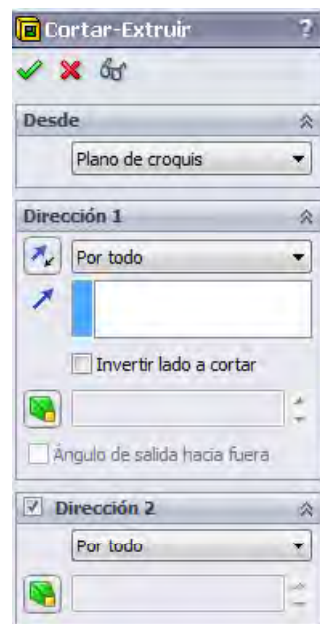 Cortar-Extruir ?
Desde
Plano de croquis
Dirección 1
Por todo
Invertir lado a cortar
Ángulo de salida hacia fuera
Dirección 2
Por todo